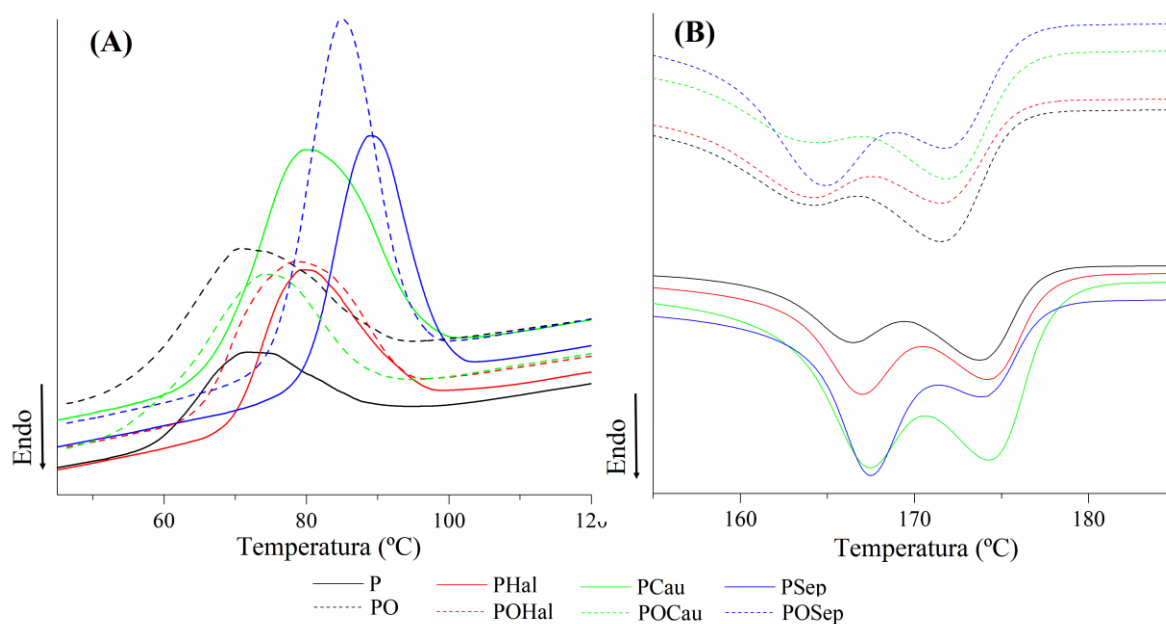 (A)
(B)
Endo
Endo
60
80
100
120
160
170
180
Temperatura (ºC)
Temperatura (ºC)
P
PHal
PCau
PSep
PO
POHal
POCau
POSep